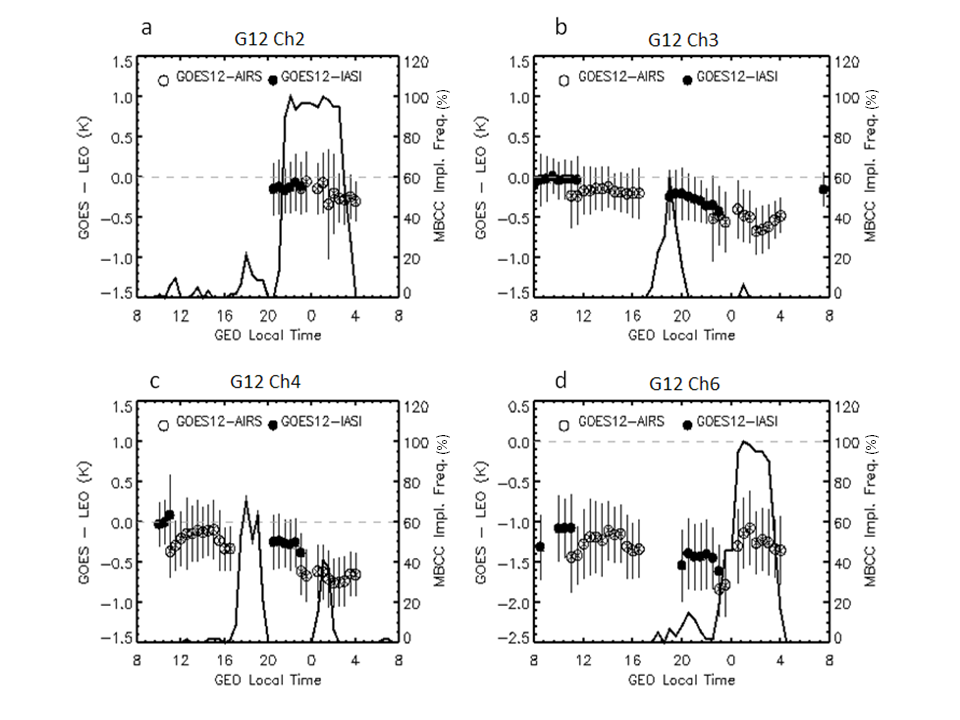 a
G12 Ch2
1.5
1.0
0.5
0.0
−0.5
−1.0
−1.5
GOES − LEO (K)
GOES12−AIRS GOES12−IASI
120
100
80
60
40
20
0
MBCC Impl. Freq. (%)
8 12 16 20 0 4 8
GEO Local Time
b
G12 Ch3
1.5
1.0
0.5
0.0
−0.5
−1.0
−1.5
GOES − LEO (K)
GOES12−AIRS GOES12−IASI
120
100
80
60
40
20
0
MBCC Impl. Freq. (%)
8 12 16 20 0 4 8
GEO Local Time
c
G12 Ch4
1.5
1.0
0.5
0.0
−0.5
−1.0
−1.5
GOES − LEO (K)
GOES12−AIRS GOES12−IASI
120
100
80
60
40
20
0
MBCC Impl. Freq. (%)
8 12 16 20 0 4 8
GEO Local Time
d
G12 Ch6
0.5
0.0
−0.5
−1.0
−1.5
−2.0
−2.5
GOES − LEO (K)
GOES12−AIRS GOES12−IASI
120
100
80
60
40
20
0
MBCC Impl. Freq. (%)
8 12 16 20 0 4 8
GEO Local Time